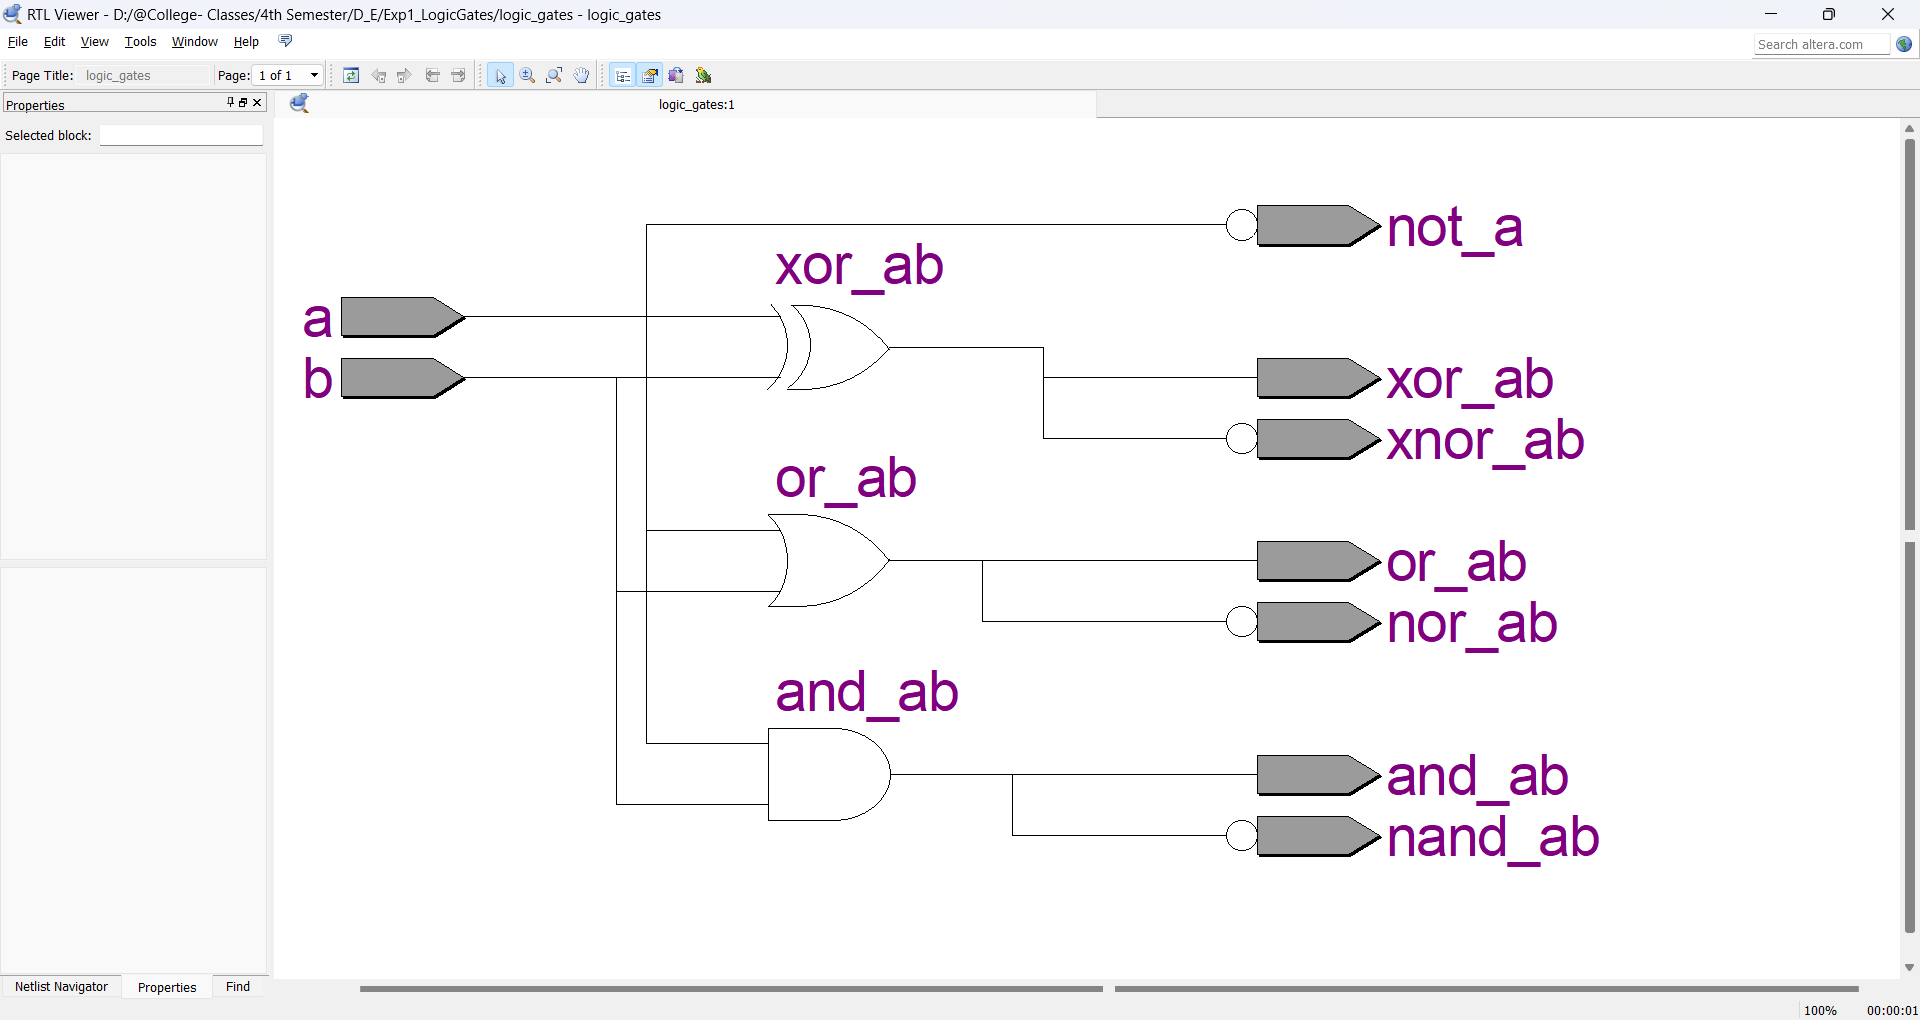 RTL Viewer - D:/@College- Classes/4th Semester/D_E/Exp1_LogicGates/logic_gates - logic_gates
File Edit View Tools Window Help
Search altera.com
Page Title: logic_gates Page: 1 of 1
Properties
logic_gates:1
Selected block:
not_a
xor_ab
a
b
xor_ab
xnor_ab
or_ab
or_ab
nor_ab
and_ab
and_ab
nand_ab
Netlist Navigator Properties Find
100% 00:00:01